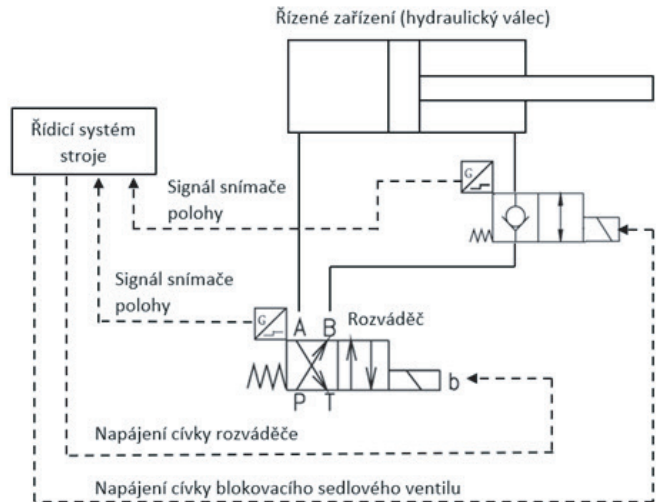 Řízené zařízení (hydraulický válec)
Řídicí systém
stroje
Signál snímače
polohy
G
Signál snímače
polohy
G
A B
Rozváděč
P T
b
Napájení cívky rozváděče
Napájení cívky blokovacího sedlového ventilu